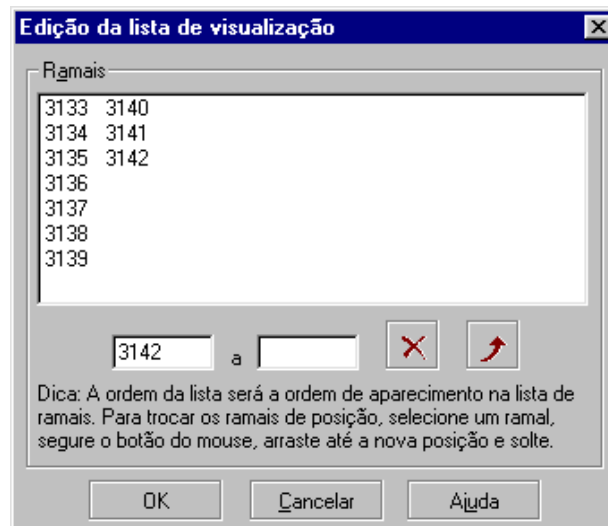 Edição da lista de visualização
Ramais
3133 3140
3134 3141
3135 3142
3136
3137
3138
3139
3142 a
Dica: A ordem da lista será a ordem de aparecimento na lista de
ramais. Para trocar os ramais de posição, selecione um ramal,
segure o botão do mouse, arraste até a nova posição e solte.
OK Cancelar Ajuda